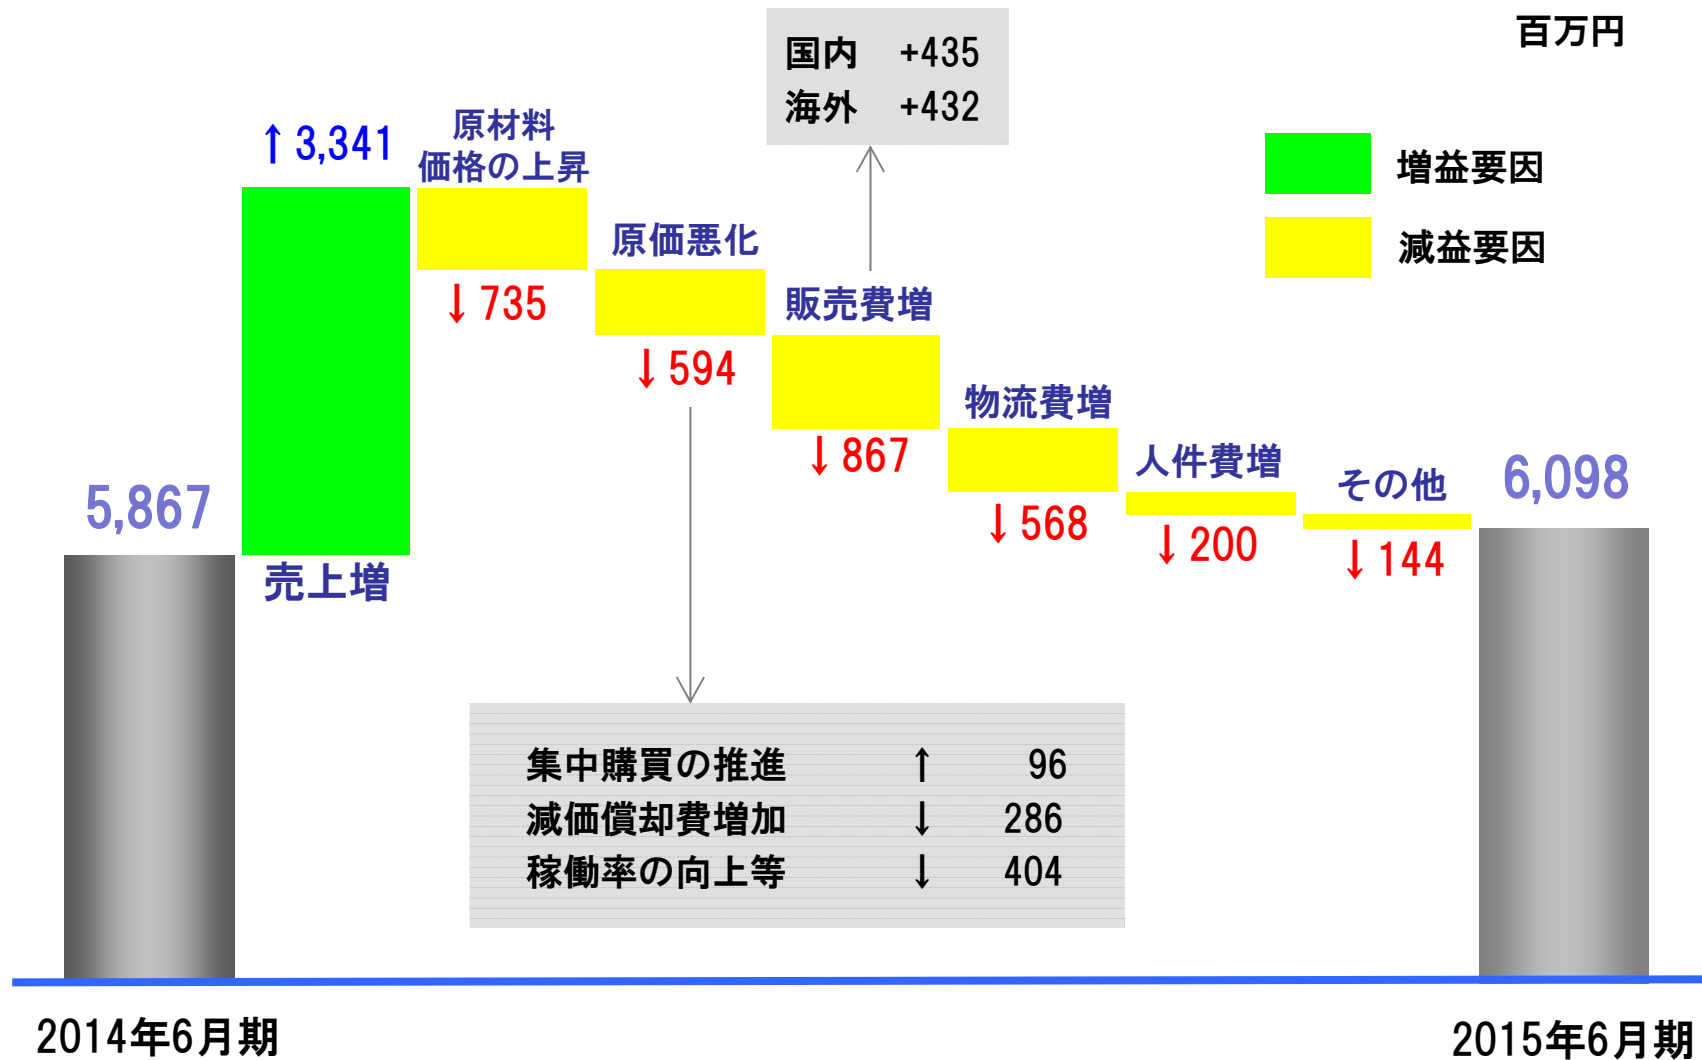 百万円
国内 +435
海外 +432
増益要因
減益要因
↑3,341
原材料
価格の上昇
↓735
原価悪化
↓594
販売費増
↓867
物流費増
↓568
人件費増
↓200
その他
↓144
5,867
売上増
6,098
集中購買の推進 ↑ 96
減価償却費増加 ↓ 286
稼働率の向上等 ↓ 404
2014年6月期
2015年6月期